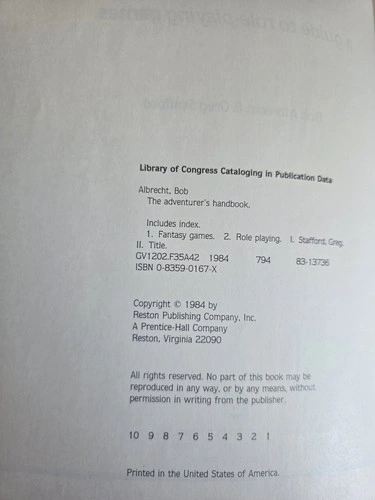 Library of Congress Cataloging in Publication Data
Albrecht, Bob
The adventurer's handbook.
Includes index.
1. Fantasy games. 2. Role playing. I. Stafford, Greg.
II. Title.
GV1202.F35A42 1984 794 83-13736
ISBN 0-8359-0167-X
Copyright © 1984 by
Reston Publishing Company, Inc.
A Prentice-Hall Company
Reston, Virginia 22090
All rights reserved. No part of this book may be
reproduced in any way, or by any means, without
permission in writing from the publisher.
10 9 8 7 6 5 4 3 2 1
Printed in the United States of America.